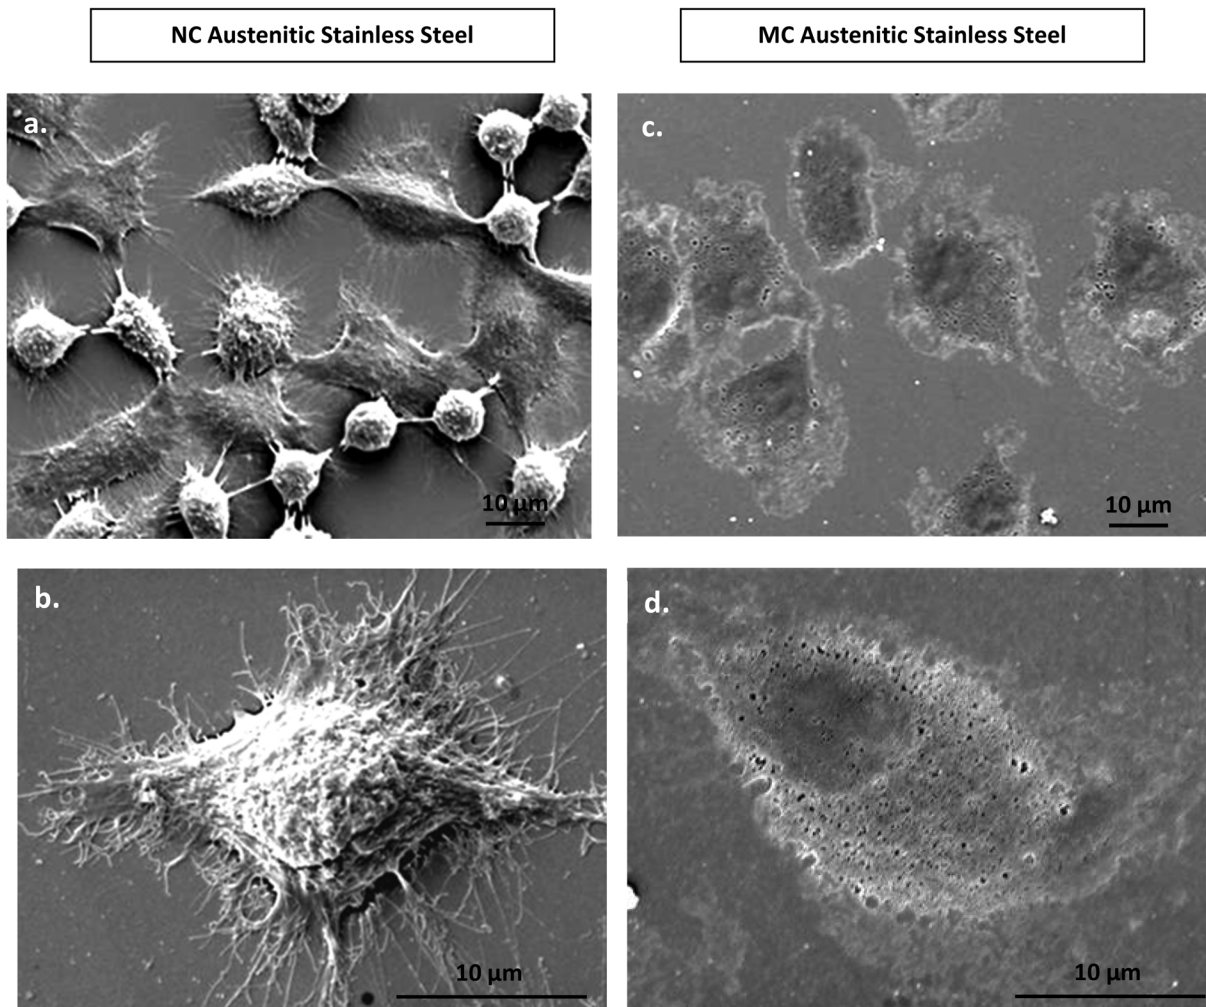 NC Austenitic Stainless Steel
MC Austenitic Stainless Steel
a.
c.
10 µm
10 µm
b.
d.
10 µm
10 µm